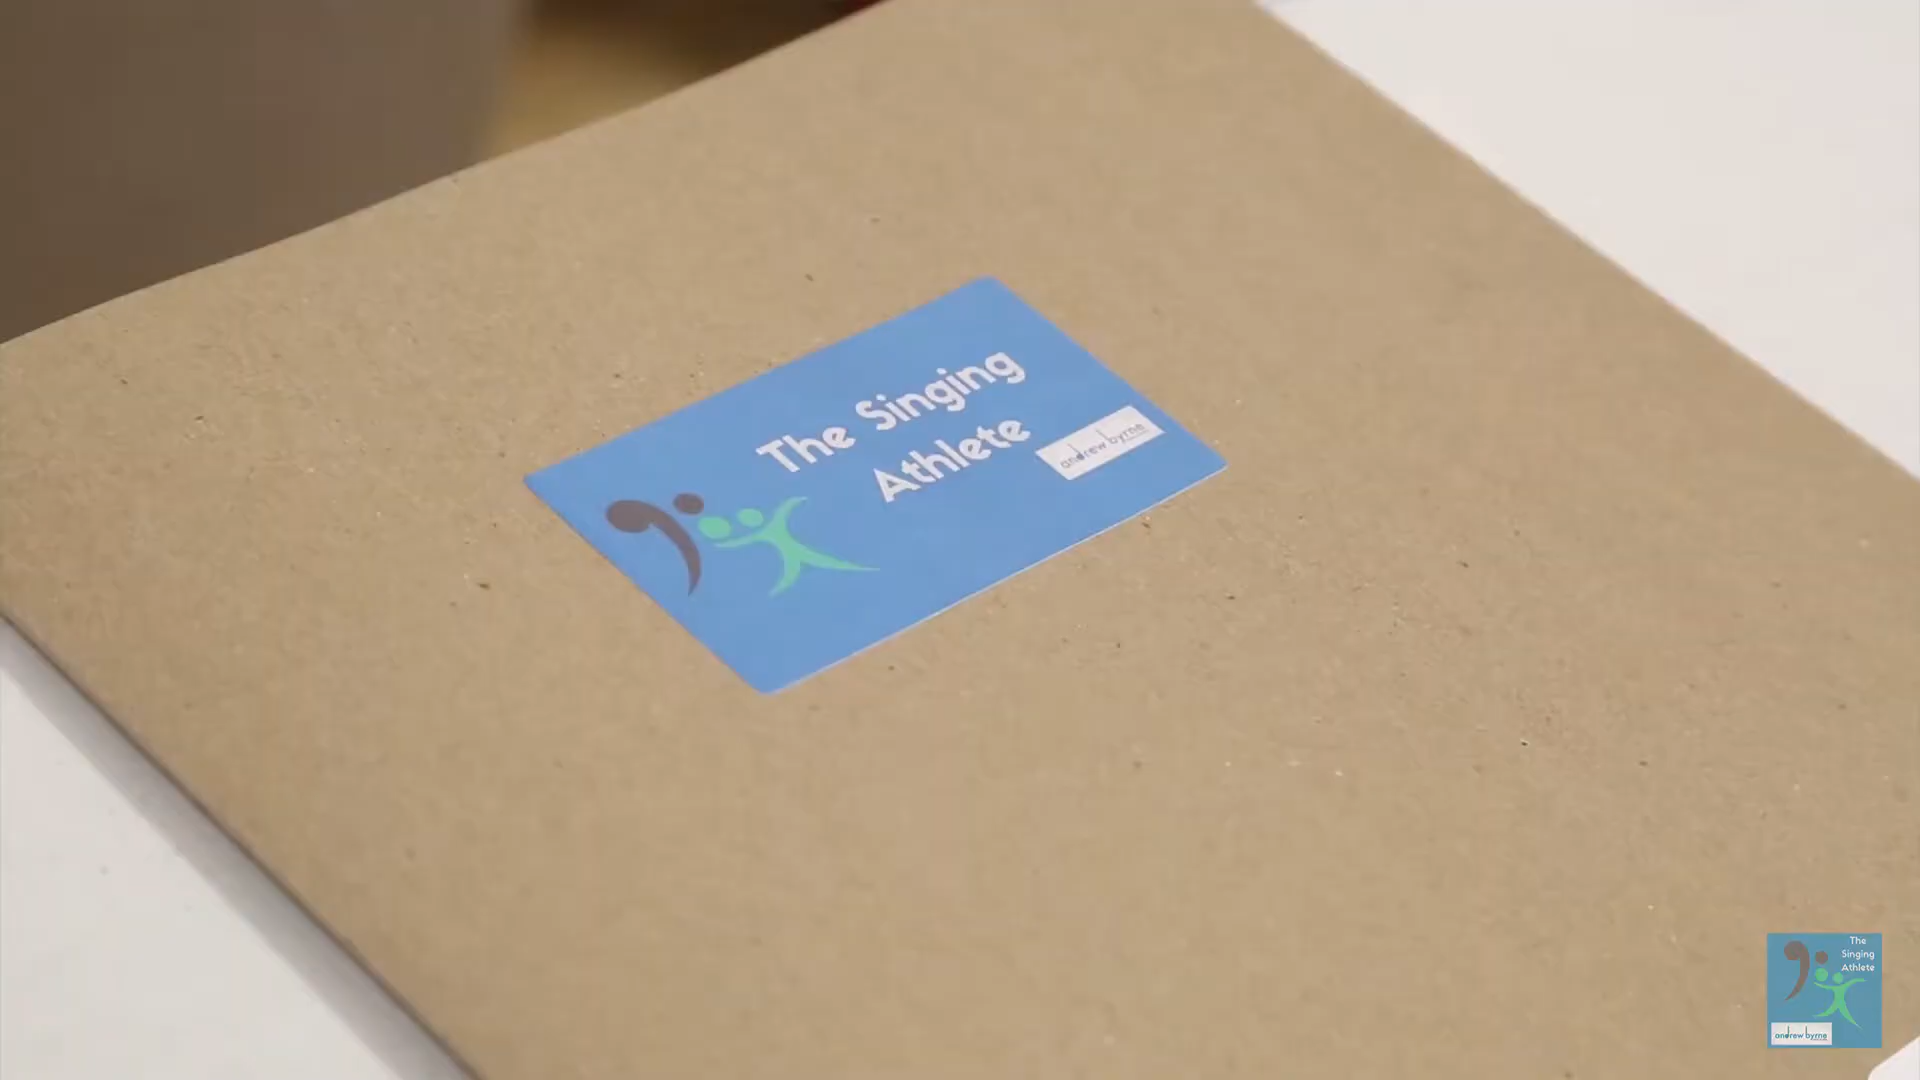 The Singing
Athlete
andrew byrne
The
Singing
Athlete
andrew byrne